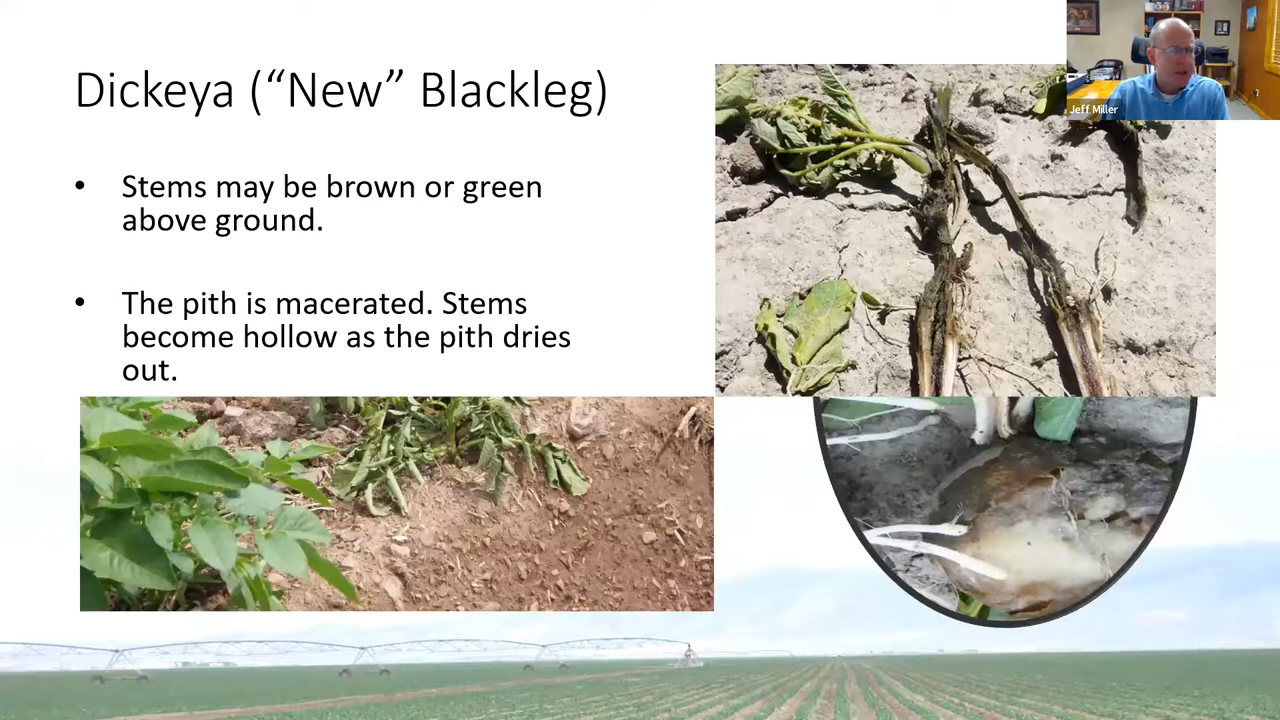 Dickeya (“New” Blackleg)
• Stems may be brown or green
above ground.
• The pith is macerated. Stems
become hollow as the pith dries
out.
Jeff Miller